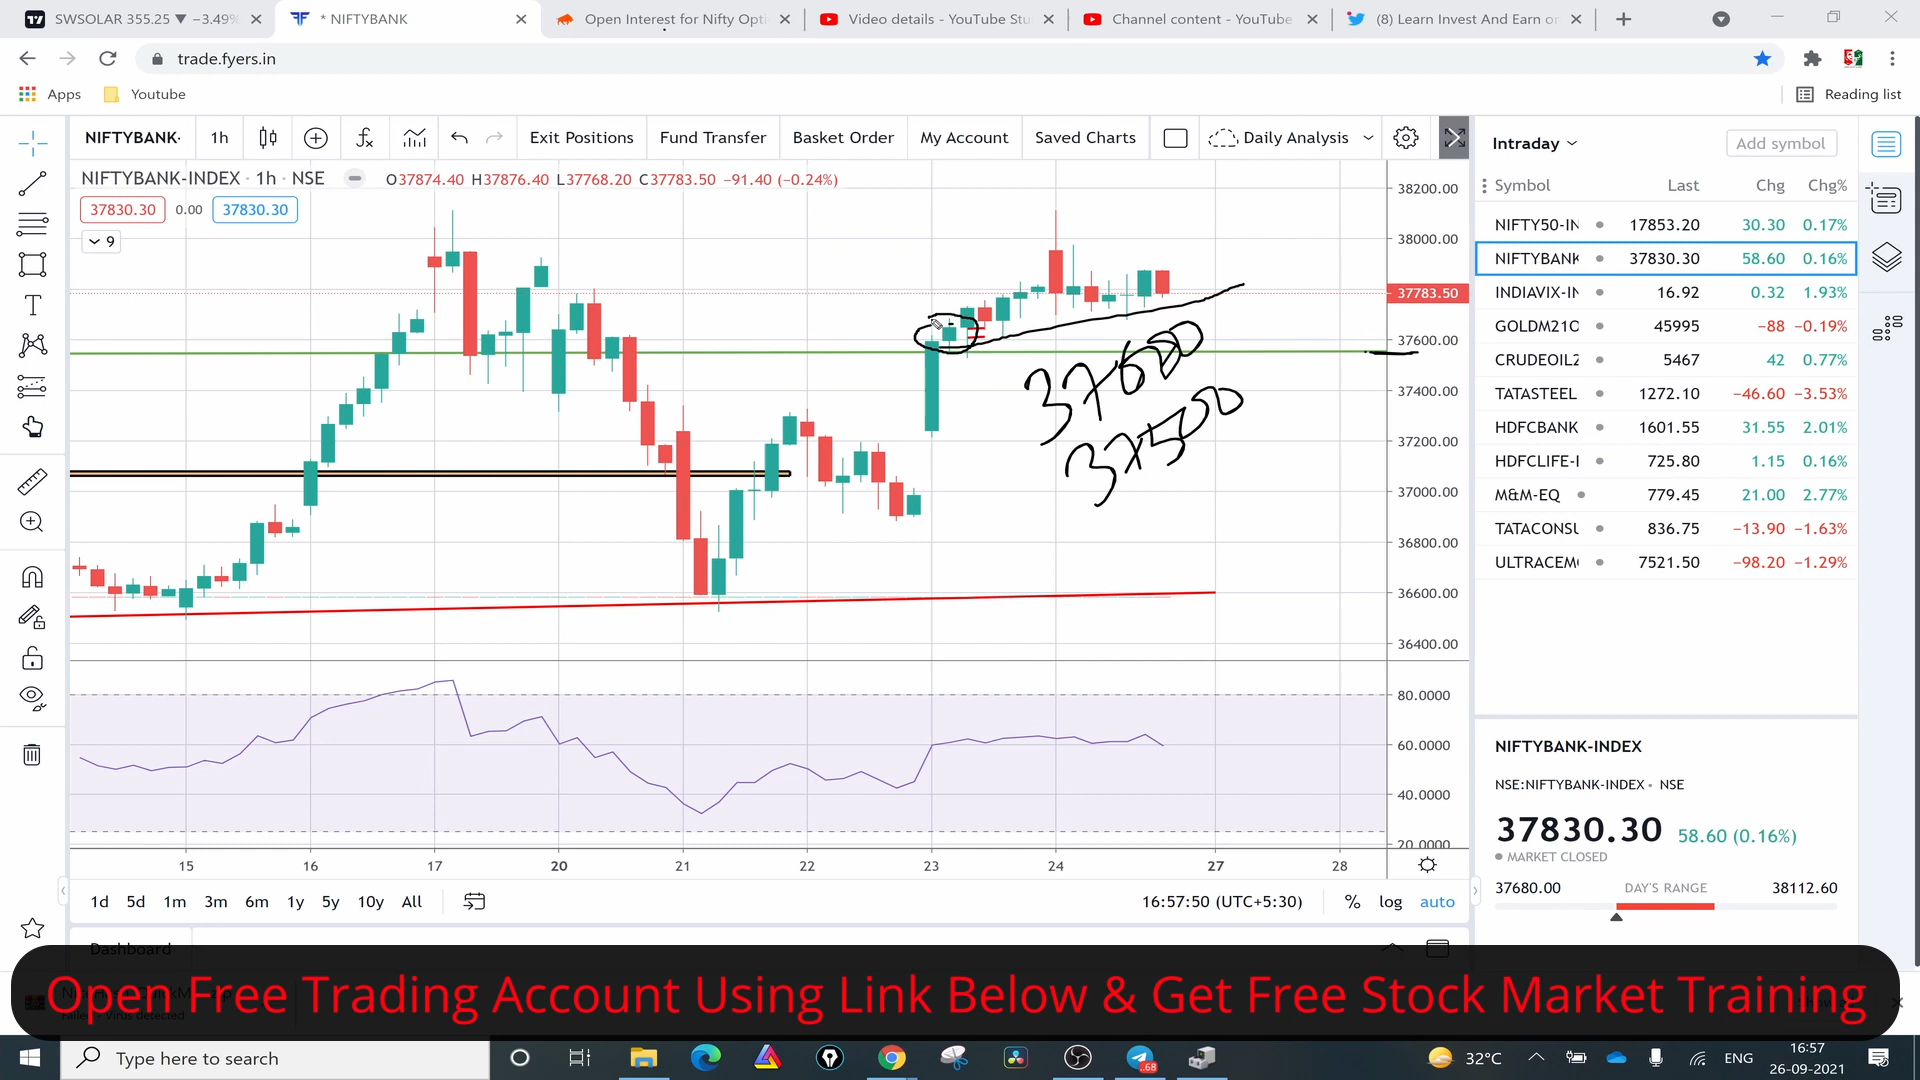 SWSOLAR 355.25 ▼ −3.49%
* NIFTYBANK
Open Interest for Nifty Opti
Video details - YouTube Stu
Channel content - YouTube
(8) Learn Invest And Earn on
trade.fyers.in
Apps
Youtube
Reading list
NIFTYBANK-
1h
Exit Positions
Fund Transfer
Basket Order
My Account
Saved Charts
Daily Analysis
NIFTYBANK-INDEX · 1h · NSE
O37874.40 H37876.40 L37768.20 C37783.50 −91.40 (−0.24%)
37830.30 0.00 37830.30
9
38200.00
38000.00
37783.50
37600.00
37400.00
37200.00
37000.00
36800.00
36600.00
36400.00
37600
37500
80.0000
60.0000
40.0000
20.0000
15 16 17 20 21 22 23 24 27 28
1d 5d 1m 3m 6m 1y 5y 10y All
16:57:50 (UTC+5:30) % log auto
Dashboard
Intraday
Add symbol
Symbol Last Chg Chg%
NIFTY50-IN 17853.20 30.30 0.17%
NIFTYBANK 37830.30 58.60 0.16%
INDIAVIX-IN 16.92 0.32 1.93%
GOLDM21O 45995 −88 −0.19%
CRUDEOIL2 5467 42 0.77%
TATASTEEL 1272.10 −46.60 −3.53%
HDFCBANK 1601.55 31.55 2.01%
HDFCLIFE-I 725.80 1.15 0.16%
M&M-EQ 779.45 21.00 2.77%
TATACONSU 836.75 −13.90 −1.63%
ULTRACEM 7521.50 −98.20 −1.29%
NIFTYBANK-INDEX
NSE:NIFTYBANK-INDEX • NSE
37830.30 58.60 (0.16%)
MARKET CLOSED
37680.00 DAY'S RANGE 38112.60
Open Free Trading Account Using Link Below & Get Free Stock Market Training
Type here to search
68
32°C
ENG
16:57
26-09-2021